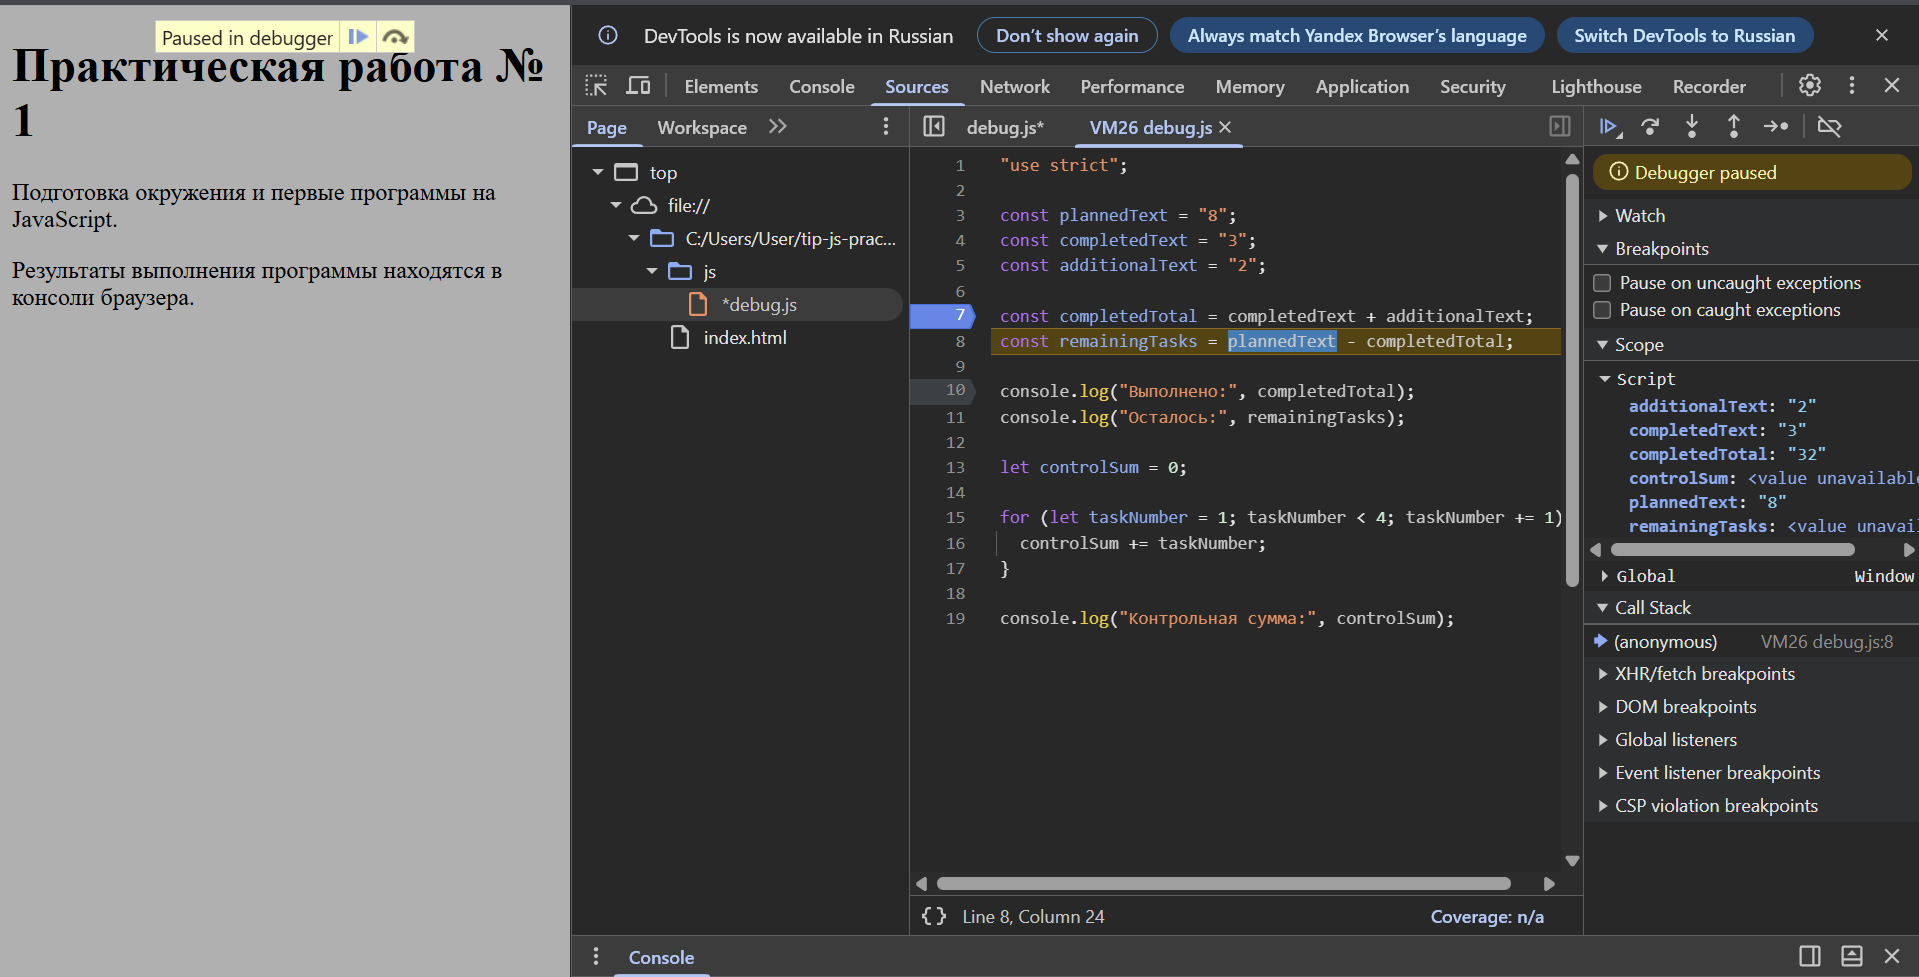 Paused in debugger
Практическая работа №
1
Подготовка окружения и первые программы на
JavaScript.
Результаты выполнения программы находятся в
консоли браузера.
DevTools is now available in Russian
Don't show again
Always match Yandex Browser's language
Switch DevTools to Russian
Elements
Console
Sources
Network
Performance
Memory
Application
Security
Lighthouse
Recorder
Page
Workspace
debug.js*
VM26 debug.js
top
file://
C:/Users/User/tip-js-prac...
js
*debug.js
index.html
1 "use strict";
2
3 const plannedText = "8";
4 const completedText = "3";
5 const additionalText = "2";
6
7 const completedTotal = completedText + additionalText;
8 const remainingTasks = plannedText - completedTotal;
9
10 console.log("Выполнено:", completedTotal);
11 console.log("Осталось:", remainingTasks);
12
13 let controlSum = 0;
14
15 for (let taskNumber = 1; taskNumber < 4; taskNumber += 1)
16 controlSum += taskNumber;
17 }
18
19 console.log("Контрольная сумма:", controlSum);
{} Line 8, Column 24
Coverage: n/a
Debugger paused
Watch
Breakpoints
Pause on uncaught exceptions
Pause on caught exceptions
Scope
Script
additionalText: "2"
completedText: "3"
completedTotal: "32"
controlSum: <value unavailable
plannedText: "8"
remainingTasks: <value unavai
Global Window
Call Stack
(anonymous) VM26 debug.js:8
XHR/fetch breakpoints
DOM breakpoints
Global listeners
Event listener breakpoints
CSP violation breakpoints
Console